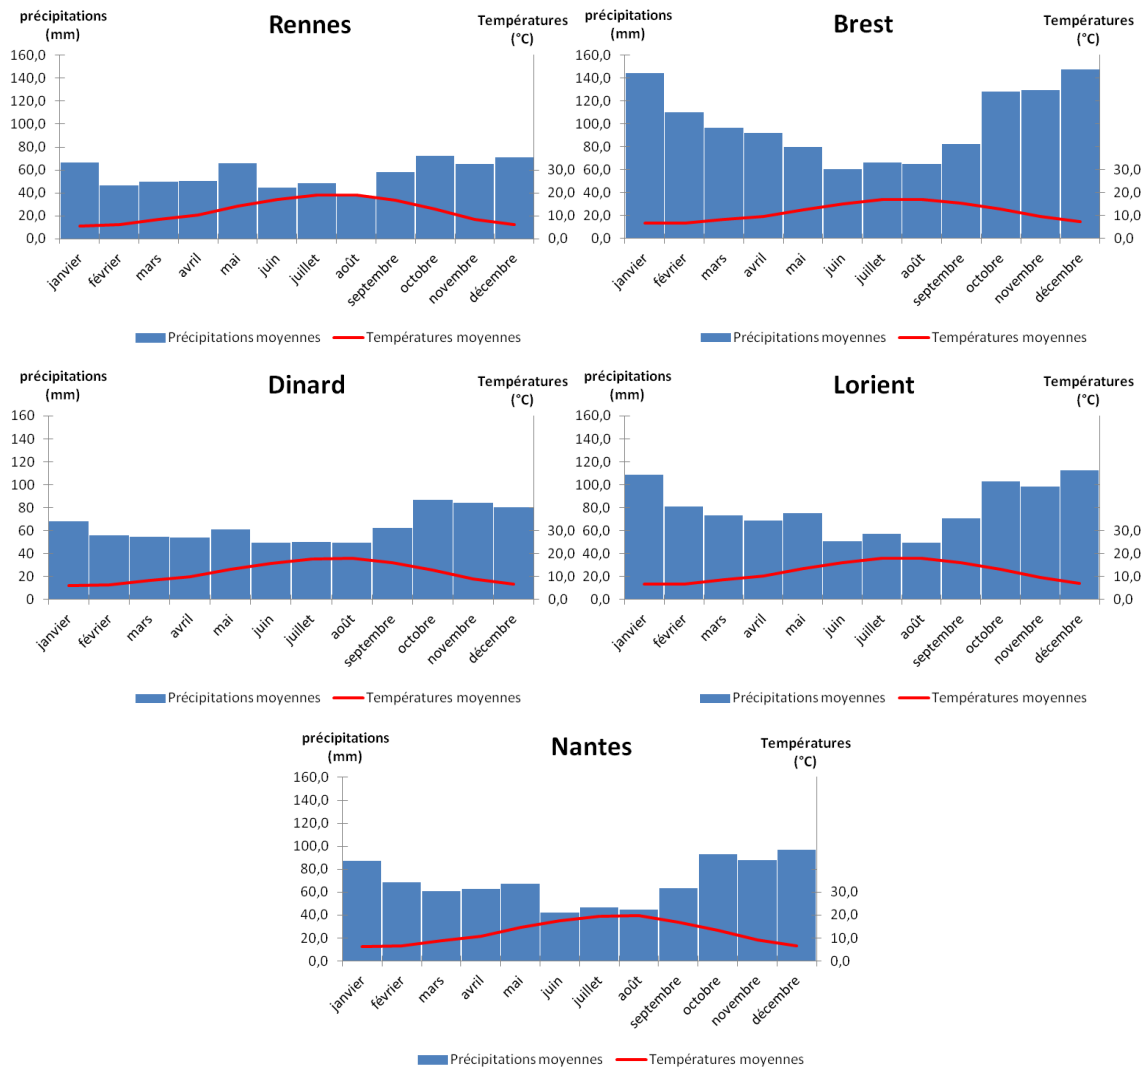 Rennes
précipitations
(mm)
Températures
(°C)
160,0
140,0
120,0
100,0
80,0
60,0
40,0
20,0
0,0
30,0
20,0
10,0
0,0
janvier
février
mars
avril
mai
juin
juillet
août
septembre
octobre
novembre
décembre
Précipitations moyennes
Températures moyennes
Brest
précipitations
(mm)
Températures
(°C)
160,0
140,0
120,0
100,0
80,0
60,0
40,0
20,0
0,0
30,0
20,0
10,0
0,0
janvier
février
mars
avril
mai
juin
juillet
août
septembre
octobre
novembre
décembre
Précipitations moyennes
Températures moyennes
Dinard
précipitations
(mm)
Températures
(°C)
160
140
120
100
80
60
40
20
0
30,0
20,0
10,0
0,0
janvier
février
mars
avril
mai
juin
juillet
août
septembre
octobre
novembre
décembre
Précipitations moyennes
Températures moyennes
Lorient
précipitations
(mm)
Températures
(°C)
160,0
140,0
120,0
100,0
80,0
60,0
40,0
20,0
0,0
30,0
20,0
10,0
0,0
janvier
février
mars
avril
mai
juin
juillet
août
septembre
octobre
novembre
décembre
Précipitations moyennes
Températures moyennes
Nantes
précipitations
(mm)
Températures
(°C)
160,0
140,0
120,0
100,0
80,0
60,0
40,0
20,0
0,0
30,0
20,0
10,0
0,0
janvier
février
mars
avril
mai
juin
juillet
août
septembre
octobre
novembre
décembre
Précipitations moyennes
Températures moyennes